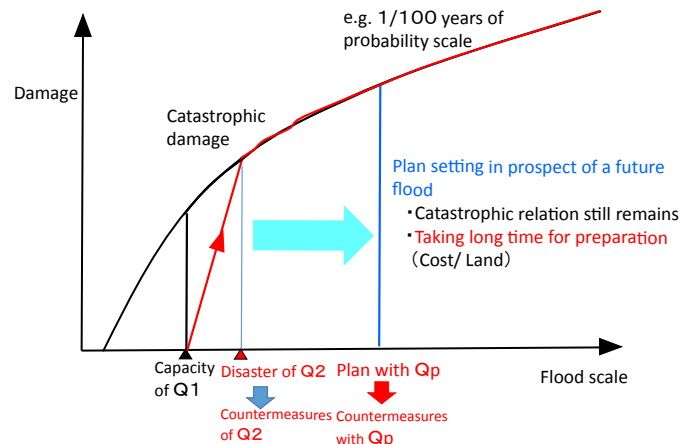 e.g. 1/100 years of
probability scale
Damage
Catastrophic
damage
Plan setting in prospect of a future
flood
・Catastrophic relation still remains
・Taking long time for preparation
（Cost/ Land）
Capacity
of Q1
Disaster of Q2
Plan with Qp
Flood scale
Countermeasures
of Q2
Countermeasures
with Qp